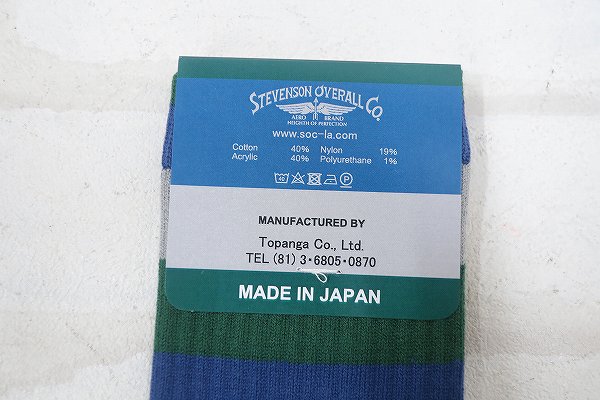 STEVENSON OVERALL CO.
AERO BRAND
HEIGHTH OF PERFECTION
www.soc-la.com
Cotton 40% Nylon 19%
Acrylic 40% Polyurethane 1%
40 P
MANUFACTURED BY
Topanga Co., Ltd.
TEL (81) 3・6805・0870
MADE IN JAPAN